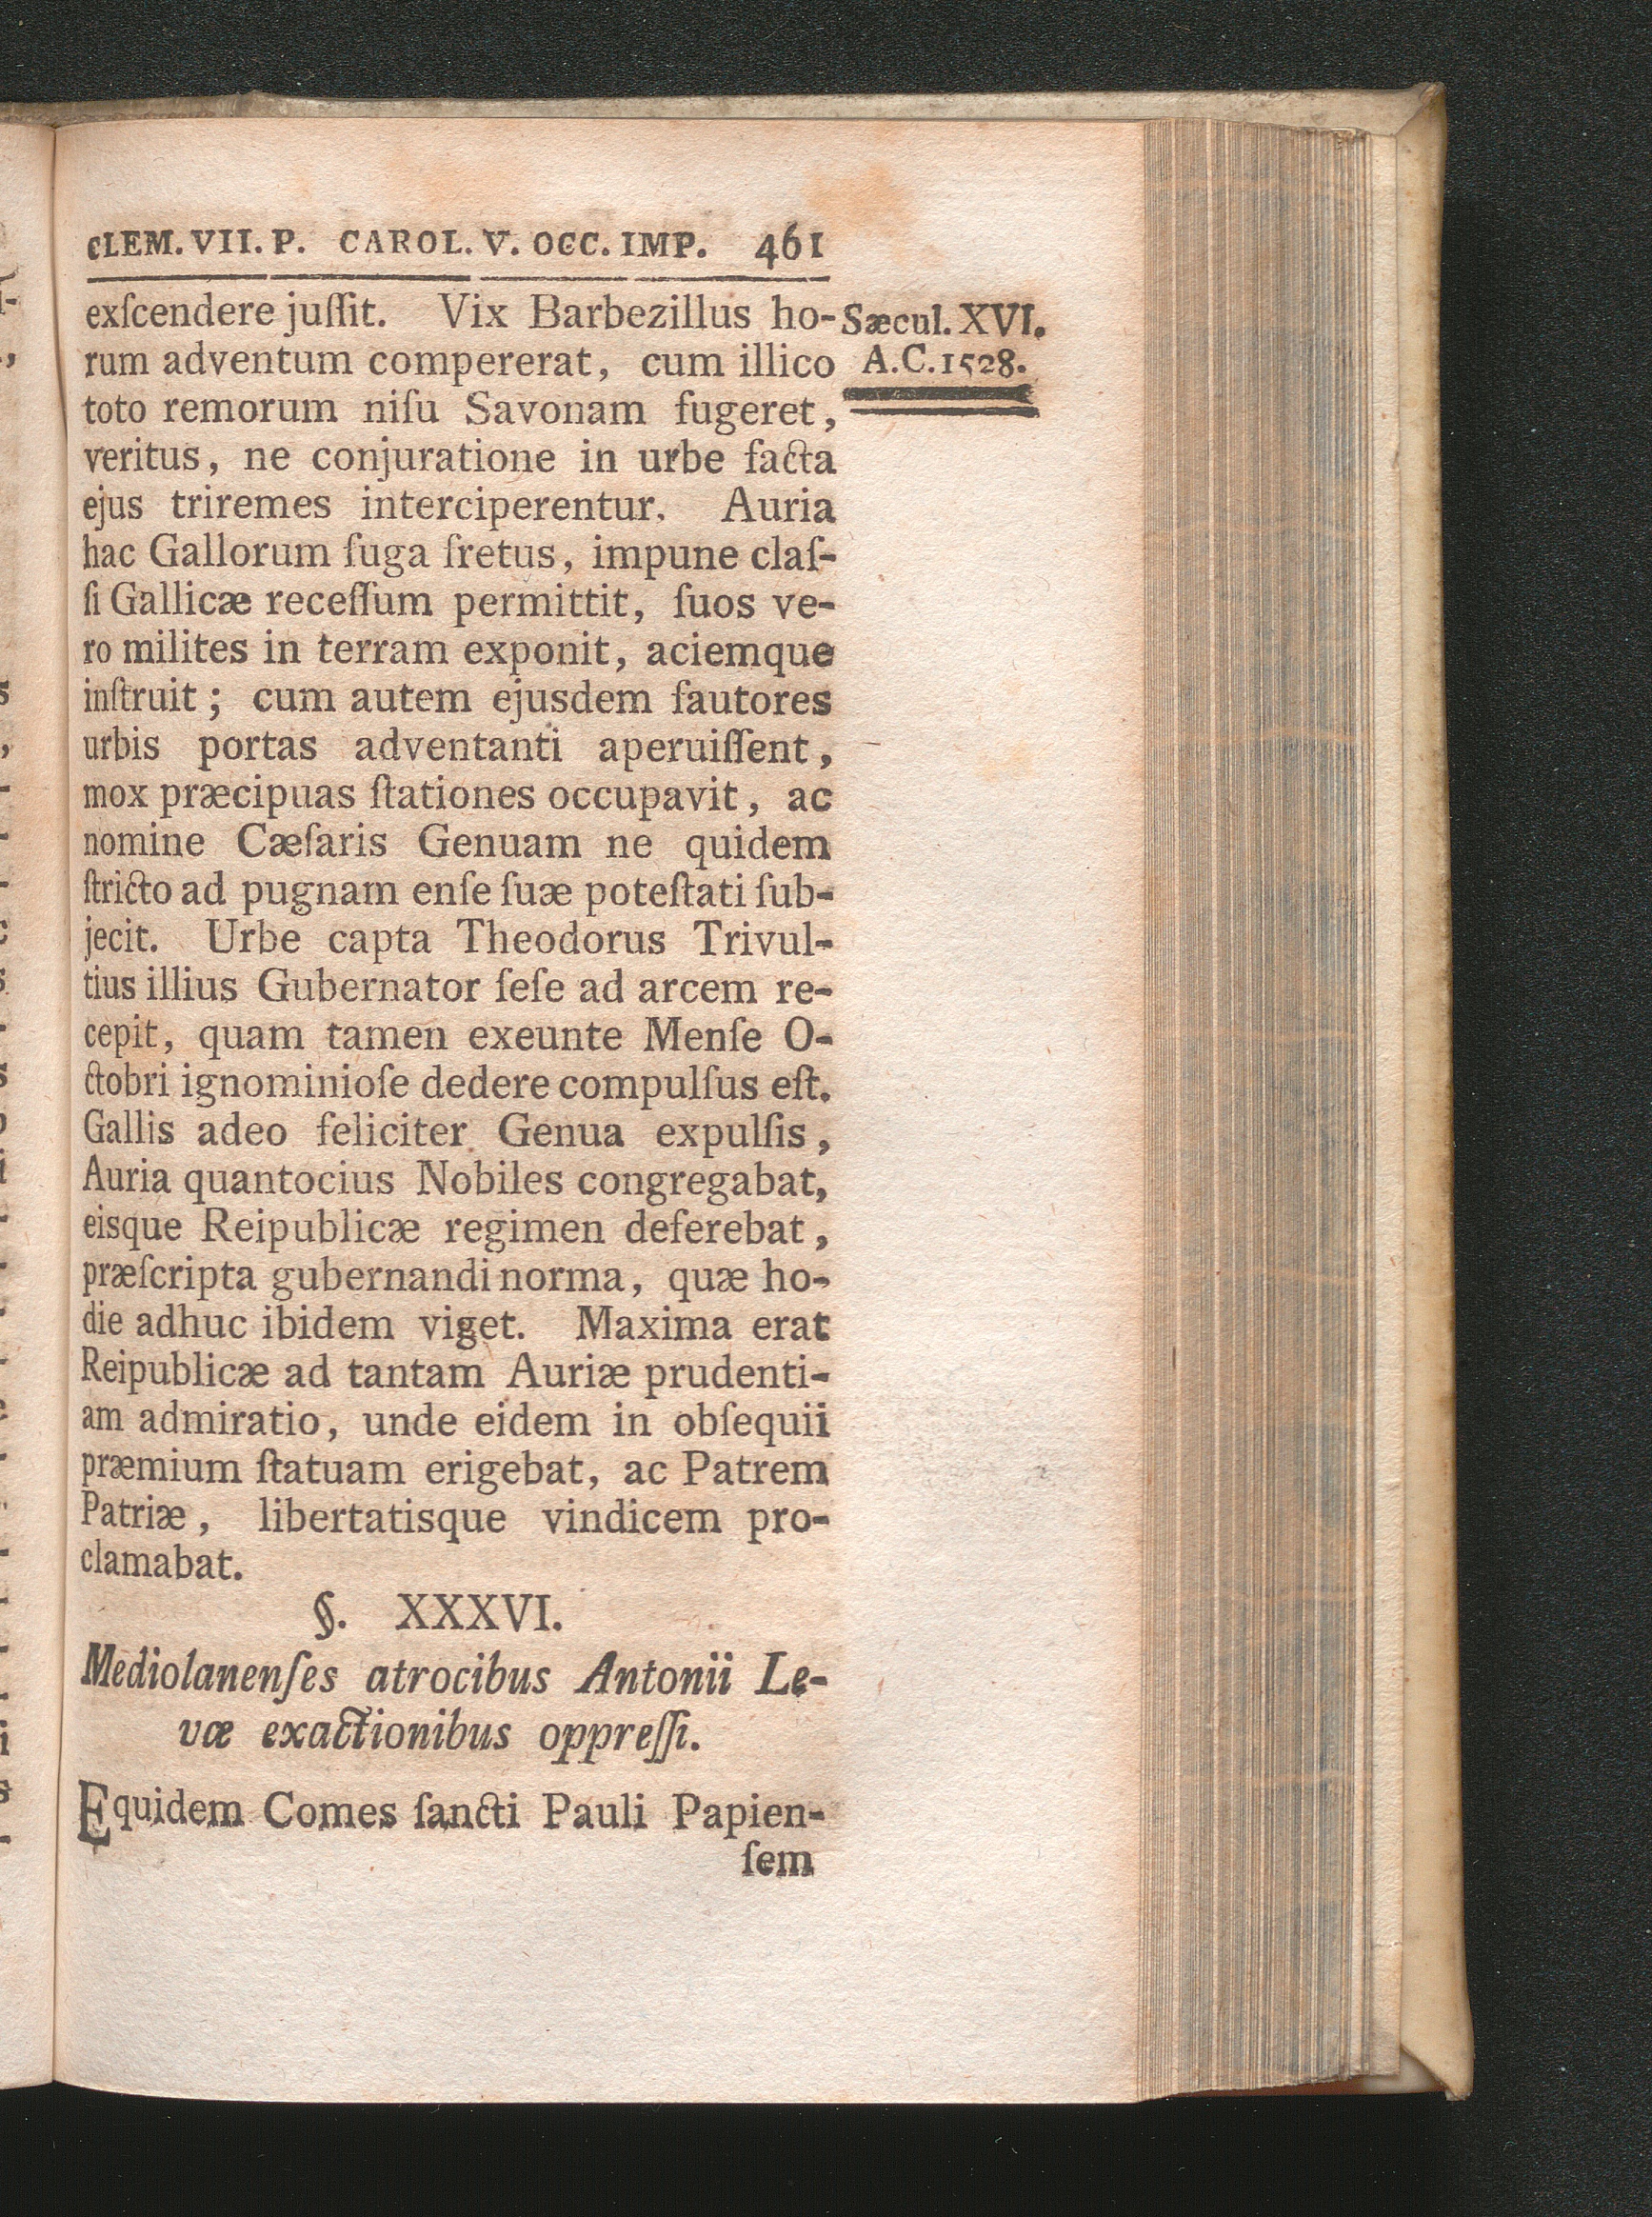 CLEM. VII. P. CAROL. V. OCC. IMP. 461
exſcendere juſſit. Vix Barbezillus ho-
rum adventum compererat, cum illico
toto remorum niſu Savonam fugeret,
veritus, ne conjuratione in urbe facta
ejus triremes interciperentur. Auria
hac Gallorum fuga fretus, impune claſ-
ſi Gallicæ receſſum permittit, ſuos ve-
ro milites in terram exponit, aciemque
inſtruit; cum autem ejusdem fautores
urbis portas adventanti aperuiſſent,
mox præcipuas ſtationes occupavit, ac
nomine Cæſaris Genuam ne quidem
ſtricto ad pugnam enſe ſuæ poteſtati ſub-
jecit. Urbe capta Theodorus Trivul-
tius illius Gubernator ſeſe ad arcem re-
cepit, quam tamen exeunte Menſe O-
ctobri ignominioſe dedere compulſus eſt.
Gallis adeo feliciter Genua expulſis,
Auria quantocius Nobiles congregabat,
eisque Reipublicæ regimen deferebat,
præſcripta gubernandi norma, quæ ho-
die adhuc ibidem viget. Maxima erat
Reipublicæ ad tantam Auriæ prudenti-
am admiratio, unde eidem in obſequii
præmium ſtatuam erigebat, ac Patrem
Patriæ, libertatisque vindicem pro-
clamabat.
§. XXXVI.
Mediolanenſes atrocibus Antonii Le-
væ exactionibus oppreſſi.
Equidem Comes ſancti Pauli Papien-
ſem
Sæcul. XVI.
A.C. 1528.